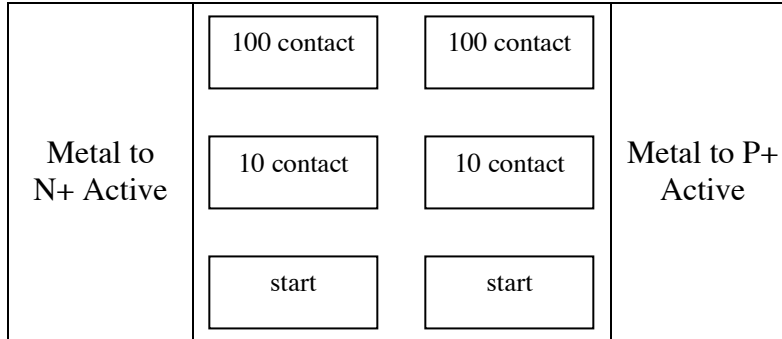 Metal to
N+ Active
100 contact
100 contact
10 contact
10 contact
start
start
Metal to P+
Active